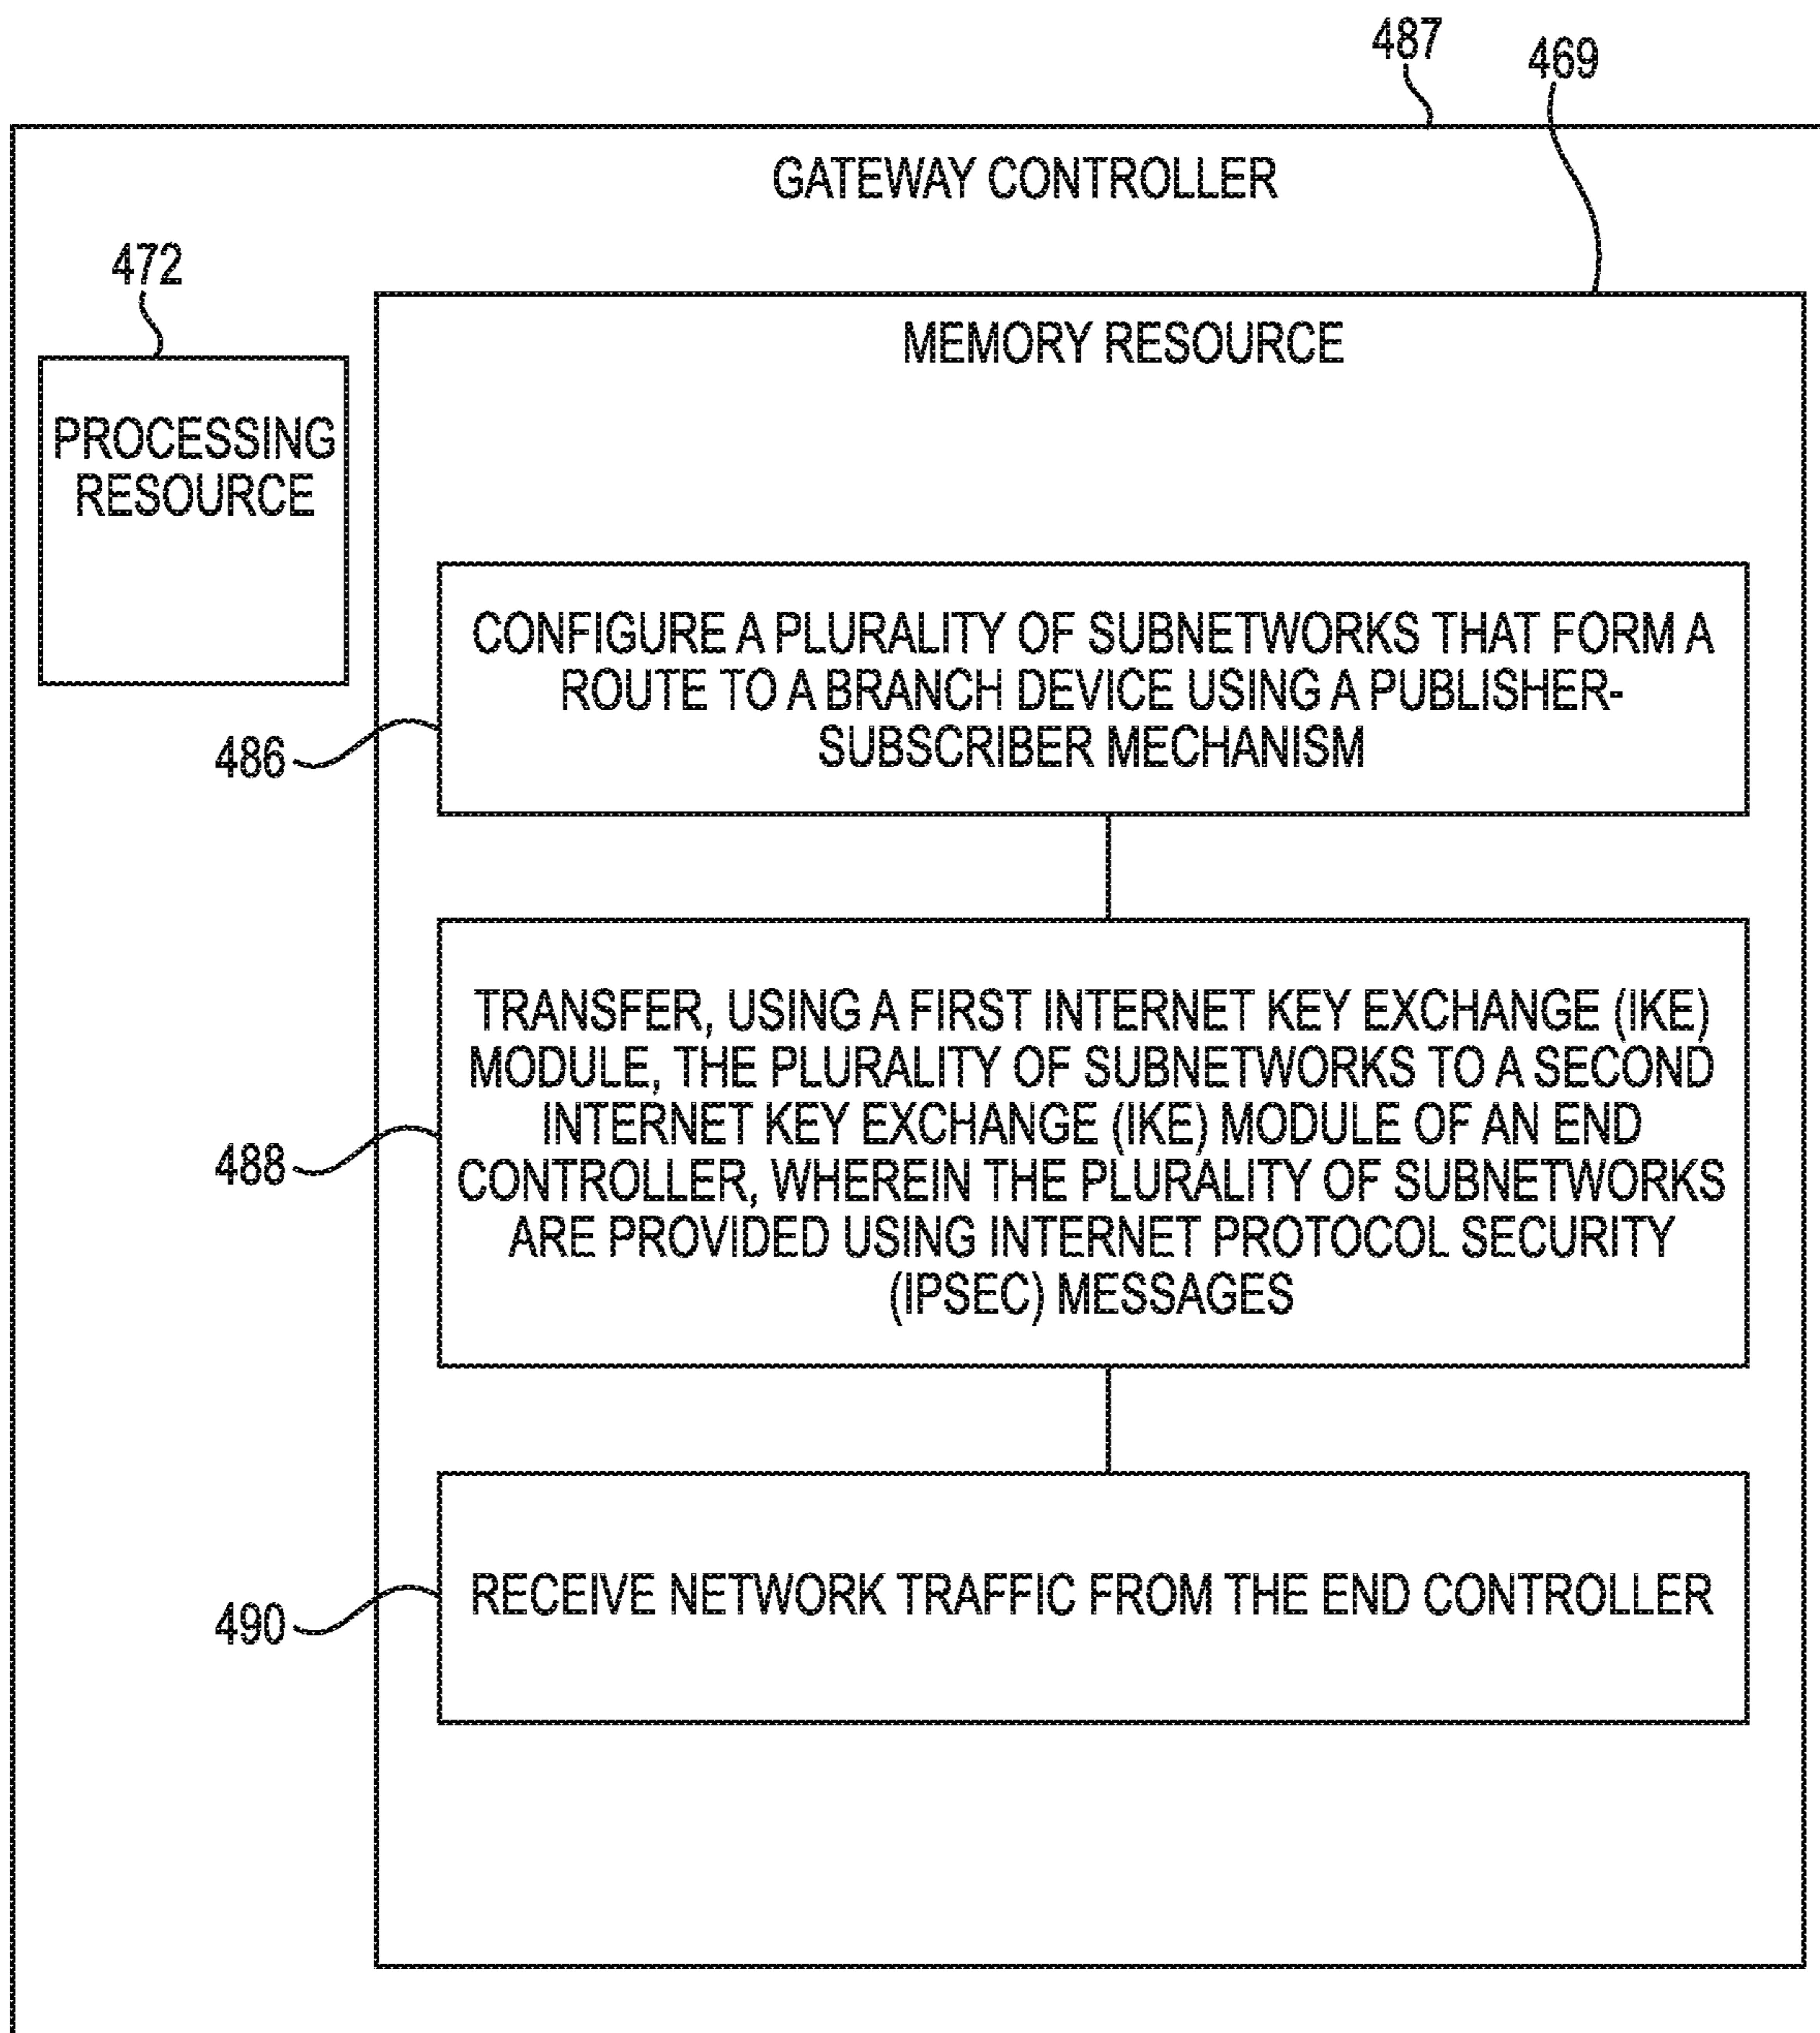 487
469
GATEWAY CONTROLLER
472
MEMORY RESOURCE
PROCESSING
RESOURCE
CONFIGURE A PLURALITY OF SUBNETWORKS THAT FORM A
ROUTE TO A BRANCH DEVICE USING A PUBLISHER-
SUBSCRIBER MECHANISM
486
TRANSFER, USING A FIRST INTERNET KEY EXCHANGE (IKE)
MODULE, THE PLURALITY OF SUBNETWORKS TO A SECOND
INTERNET KEY EXCHANGE (IKE) MODULE OF AN END
CONTROLLER, WHEREIN THE PLURALITY OF SUBNETWORKS
ARE PROVIDED USING INTERNET PROTOCOL SECURITY
(IPSEC) MESSAGES
488
RECEIVE NETWORK TRAFFIC FROM THE END CONTROLLER
490